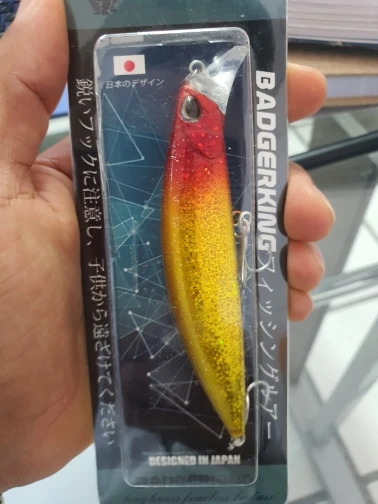 日本のデザイン
BADGERKING フィッシングルアー
鋭いフックに注意し、子供から遠ざけてください
DESIGNED IN JAPAN
toughness fearless